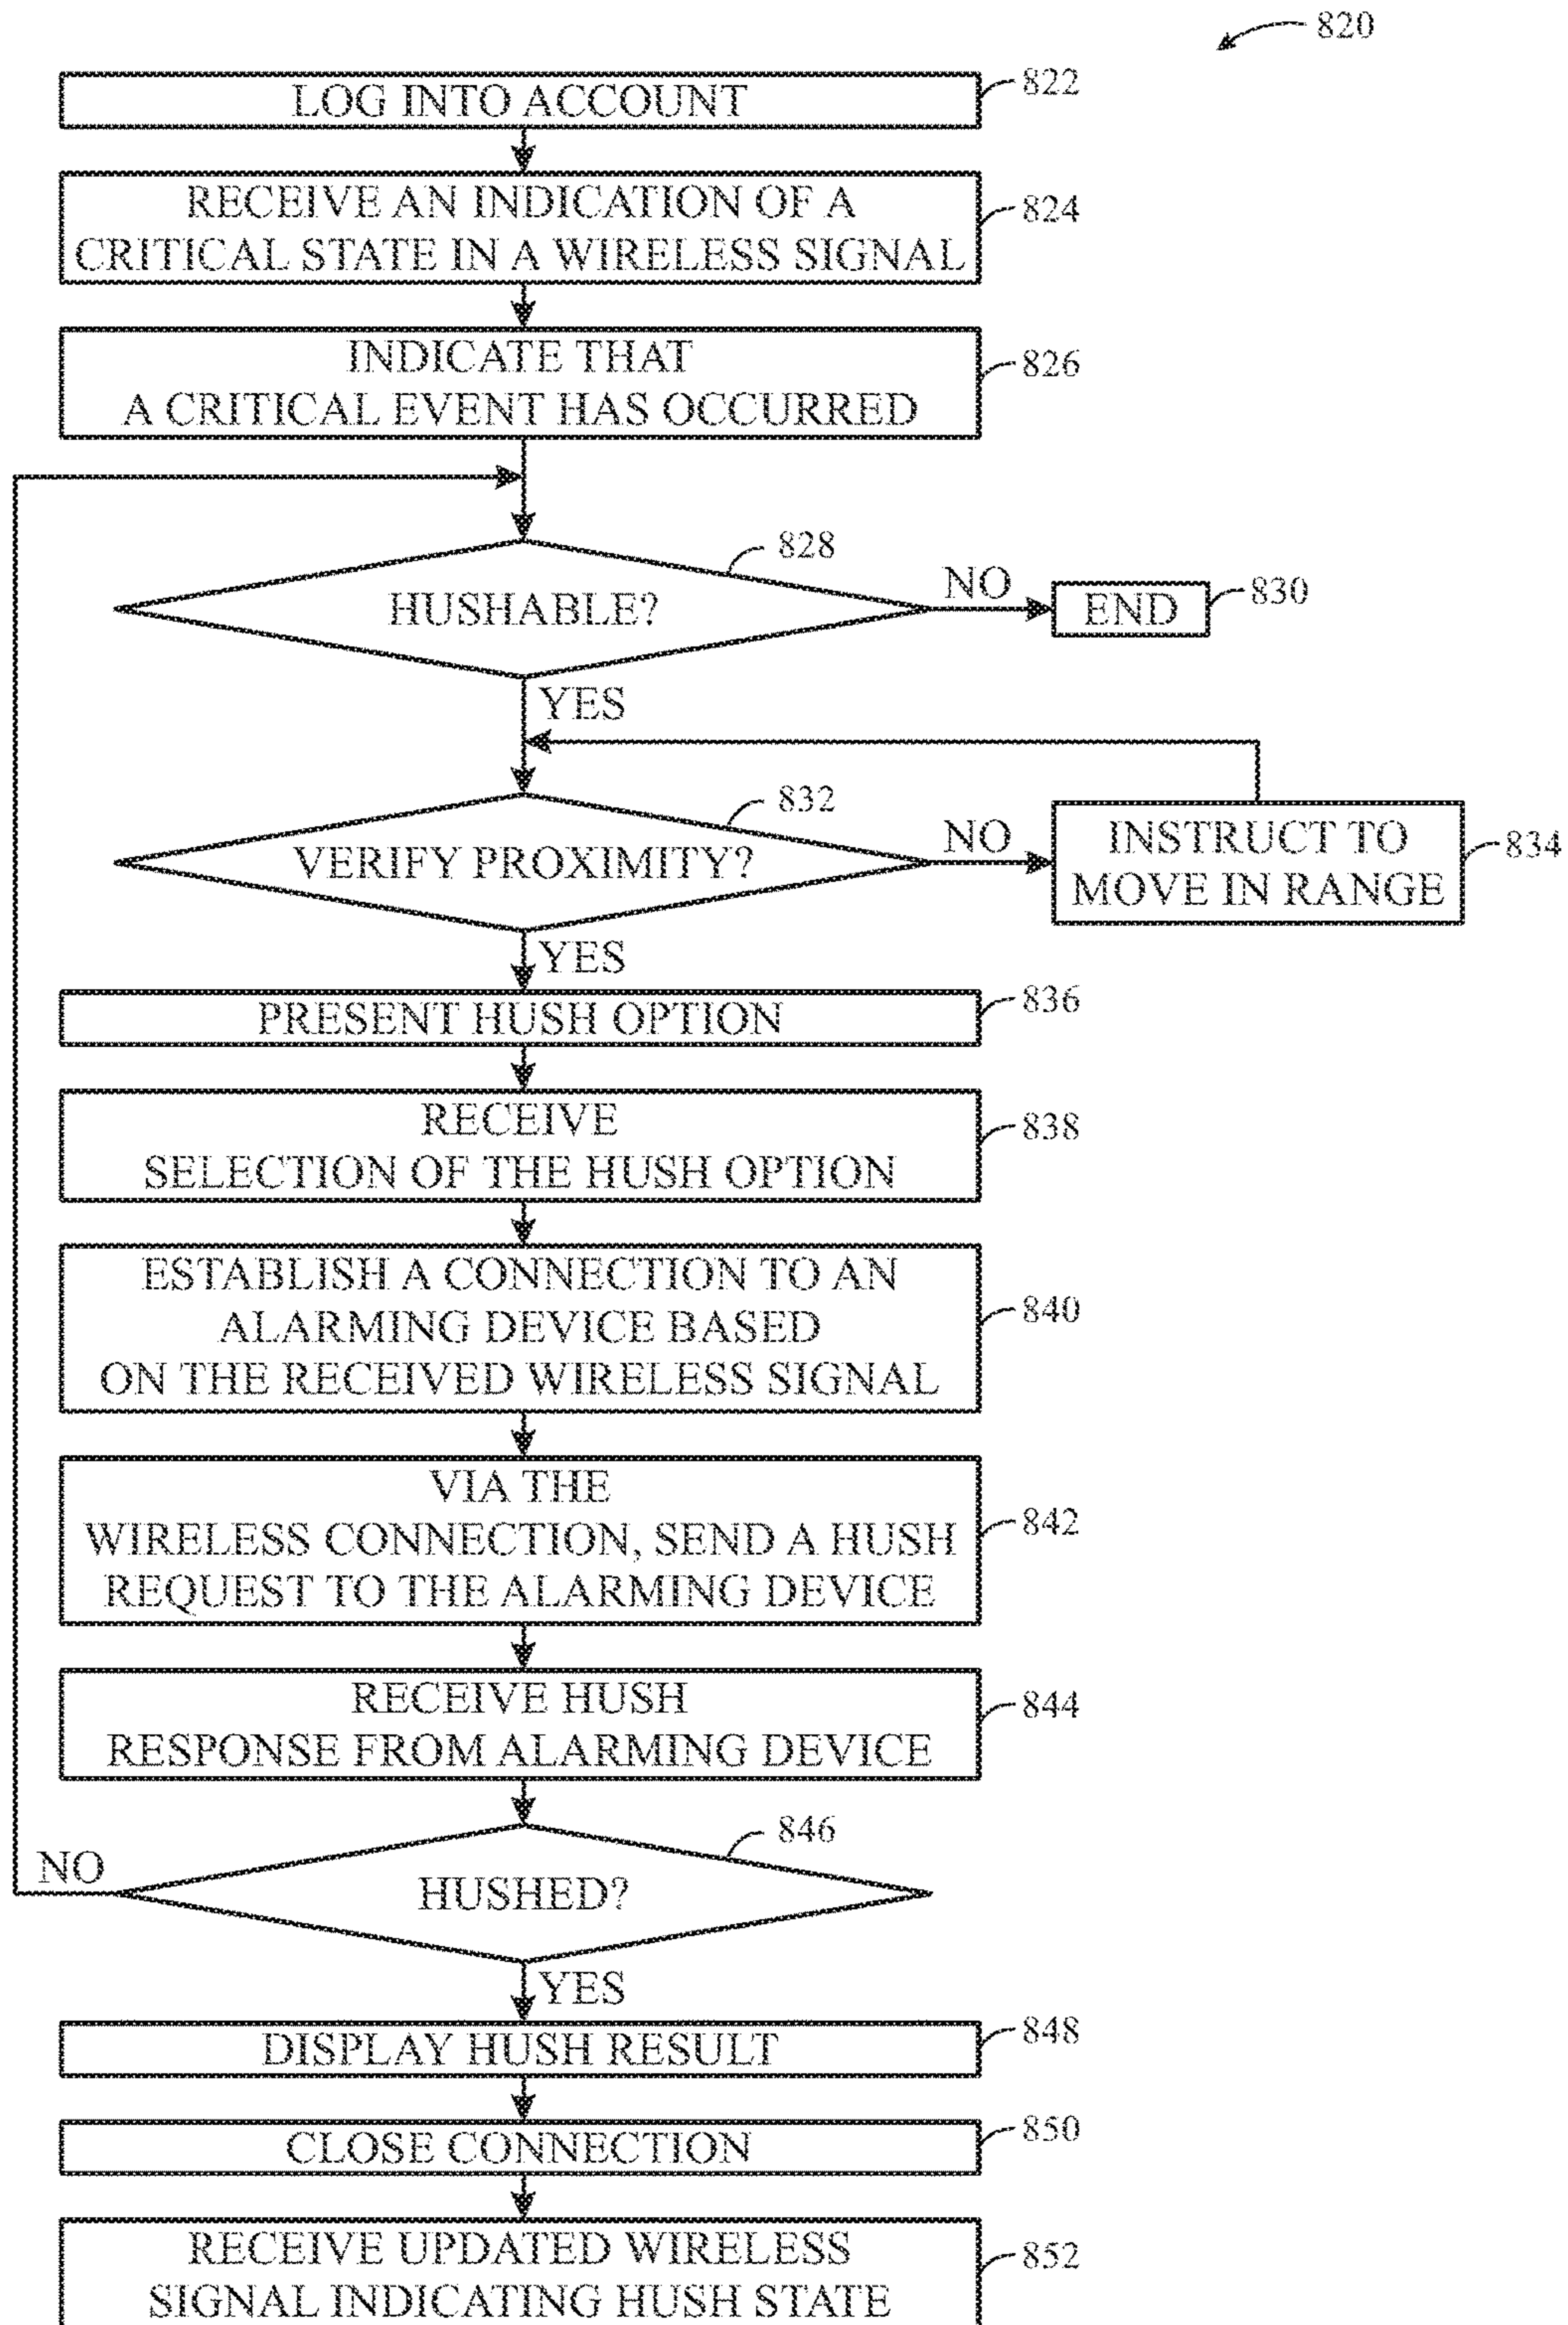 820
LOG INTO ACCOUNT
822
RECEIVE AN INDICATION OF A
CRITICAL STATE IN A WIRELESS SIGNAL
824
INDICATE THAT
A CRITICAL EVENT HAS OCCURRED
826
HUSHABLE?
828
NO
END
830
YES
VERIFY PROXIMITY?
832
NO
INSTRUCT TO
MOVE IN RANGE
834
YES
PRESENT HUSH OPTION
836
RECEIVE
SELECTION OF THE HUSH OPTION
838
ESTABLISH A CONNECTION TO AN
ALARMING DEVICE BASED
ON THE RECEIVED WIRELESS SIGNAL
840
VIA THE
WIRELESS CONNECTION, SEND A HUSH
REQUEST TO THE ALARMING DEVICE
842
RECEIVE HUSH
RESPONSE FROM ALARMING DEVICE
844
HUSHED?
846
NO
YES
DISPLAY HUSH RESULT
848
CLOSE CONNECTION
850
RECEIVE UPDATED WIRELESS
SIGNAL INDICATING HUSH STATE
852